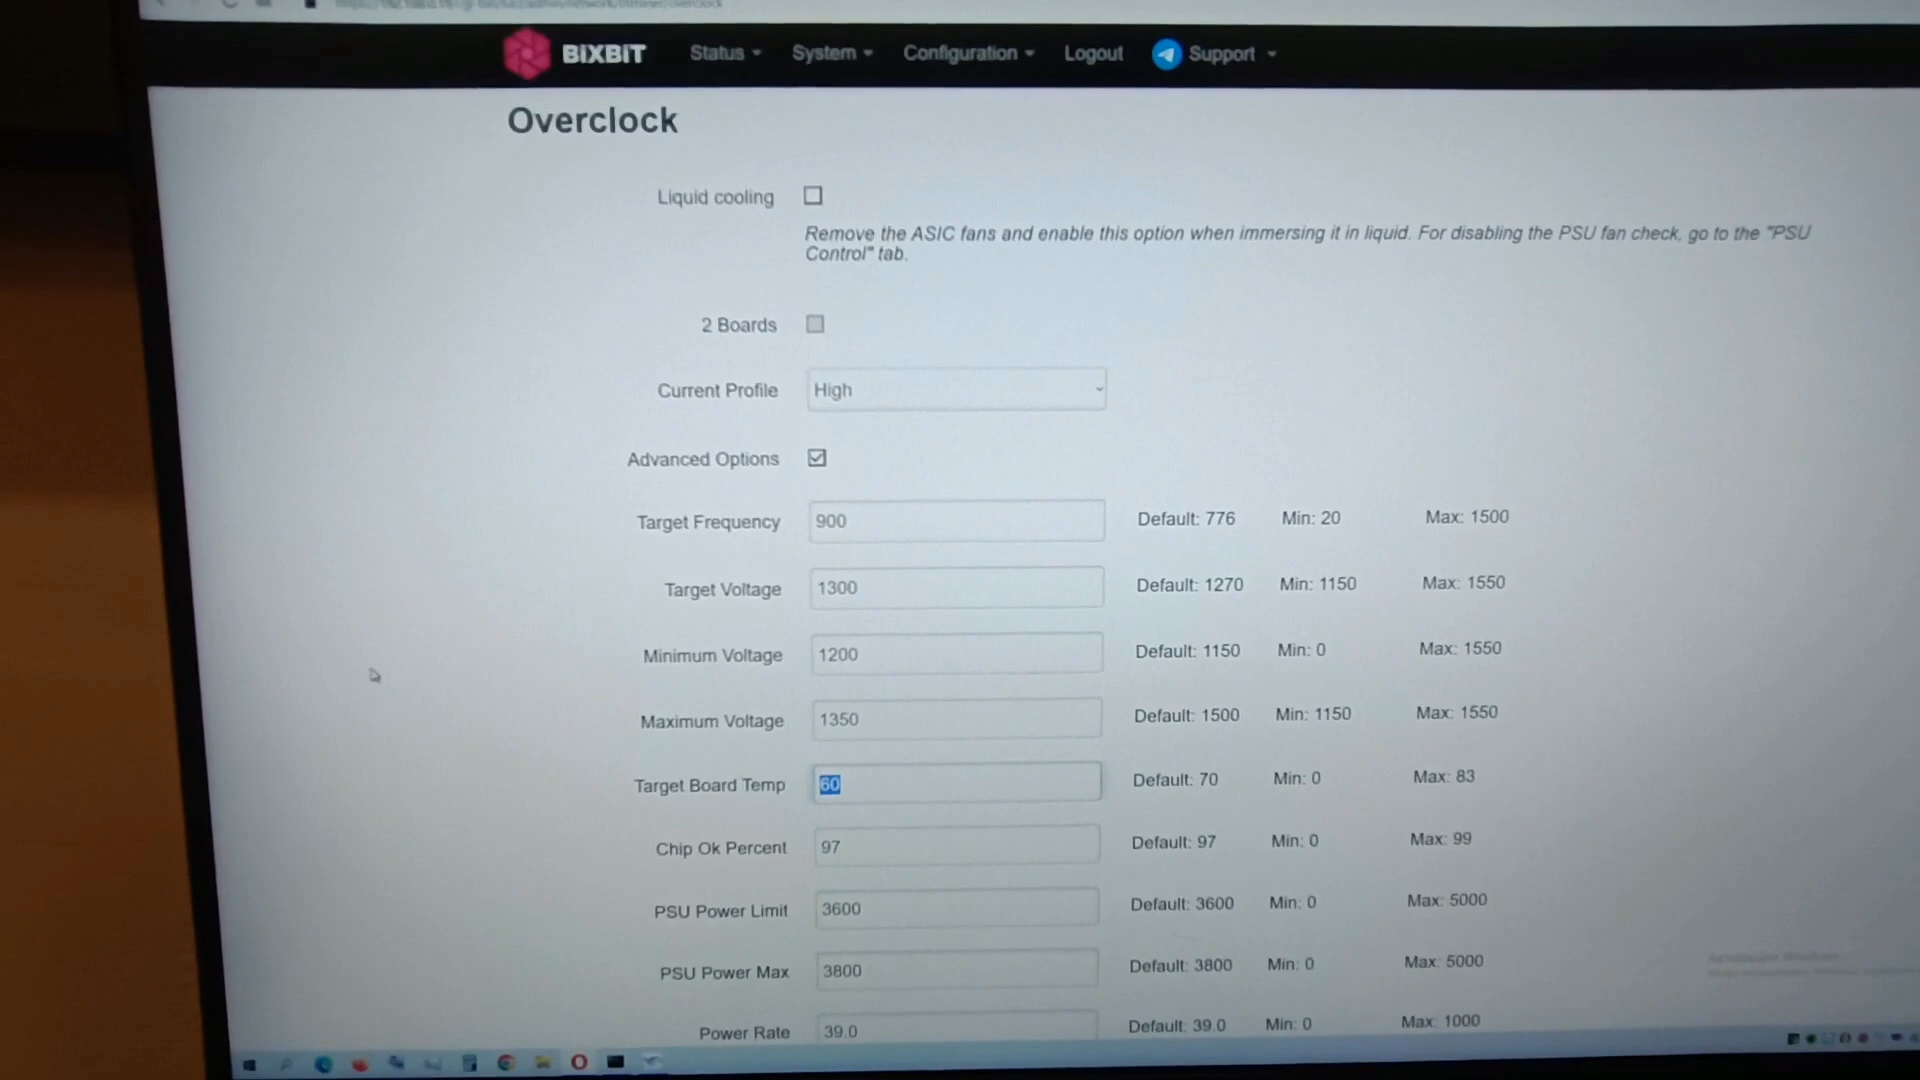 BIXBIT Status System Configuration Logout Support
Overclock
Liquid cooling
Remove the ASIC fans and enable this option when immersing it in liquid. For disabling the PSU fan check, go to the "PSU
Control" tab.
2 Boards
Current Profile High
Advanced Options
Target Frequency 900 Default: 776 Min: 20 Max: 1500
Target Voltage 1300 Default: 1270 Min: 1150 Max: 1550
Minimum Voltage 1200 Default: 1150 Min: 0 Max: 1550
Maximum Voltage 1350 Default: 1500 Min: 1150 Max: 1550
Target Board Temp 60 Default: 70 Min: 0 Max: 83
Chip Ok Percent 97 Default: 97 Min: 0 Max: 99
PSU Power Limit 3600 Default: 3600 Min: 0 Max: 5000
PSU Power Max 3800 Default: 3800 Min: 0 Max: 5000
Power Rate 39.0 Default: 39.0 Min: 0 Max: 1000